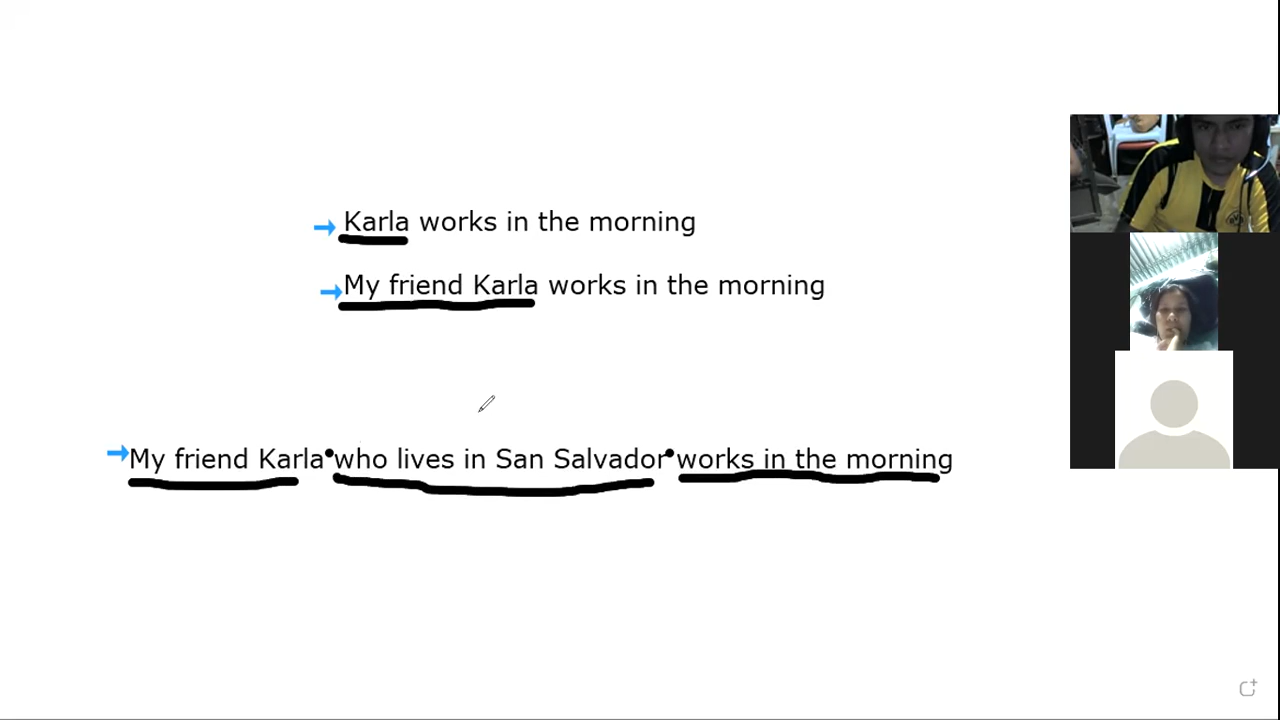 Karla works in the morning
My friend Karla works in the morning
My friend Karla•who lives in San Salvador•works in the morning